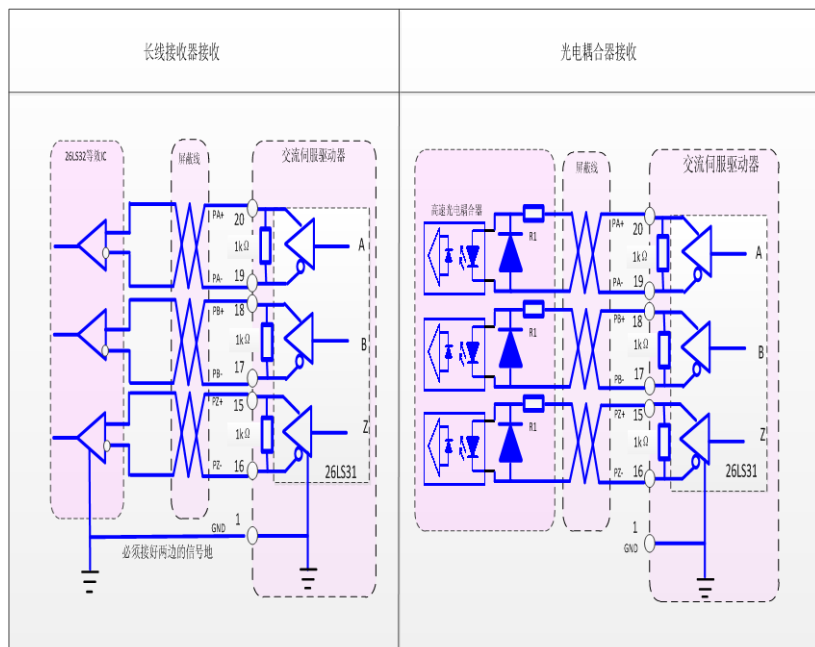 长线接收器接收
光电耦合器接收
26LS32等效IC
屏蔽线
交流伺服驱动器
PA+
20
1kΩ
A
PA-
19
PB+
18
1kΩ
B
PB-
17
PZ+
15
1kΩ
Z
PZ-
16
26LS31
GND
1
必须接好两边的信号地
高速光电耦合器
屏蔽线
交流伺服驱动器
R1
PA+
20
1kΩ
A
PA-
19
R1
PB+
18
1kΩ
B
PB-
17
R1
PZ+
15
1kΩ
Z
PZ-
16
26LS31
1
GND